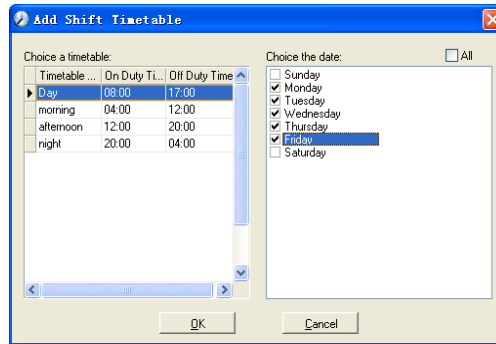 Add Shift Timetable
Choice a timetable:
Timetable ... On Duty Ti... Off Duty Time
Day 08:00 17:00
morning 04:00 12:00
afternoon 12:00 20:00
night 20:00 04:00
Choice the date:
All
Sunday
Monday
Tuesday
Wednesday
Thursday
Friday
Saturday
OK
Cancel